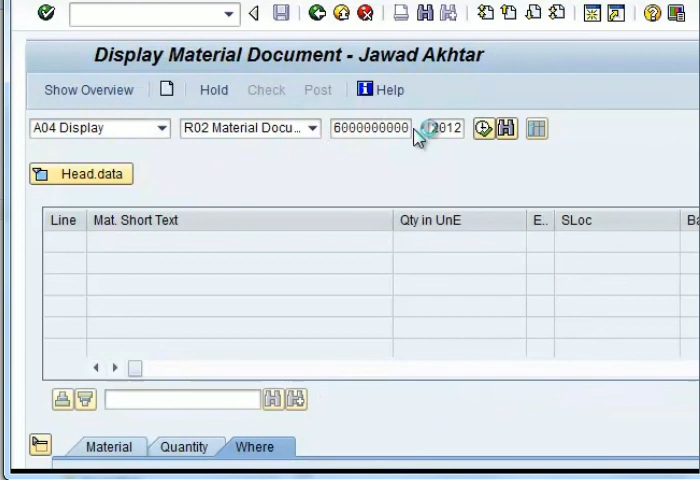 Display Material Document - Jawad Akhtar
Show Overview Hold Check Post Help
A04 Display R02 Material Docu... 6000000000 2012
Head.data
Line Mat. Short Text Qty in UnE E.. SLoc Ba
Material Quantity Where